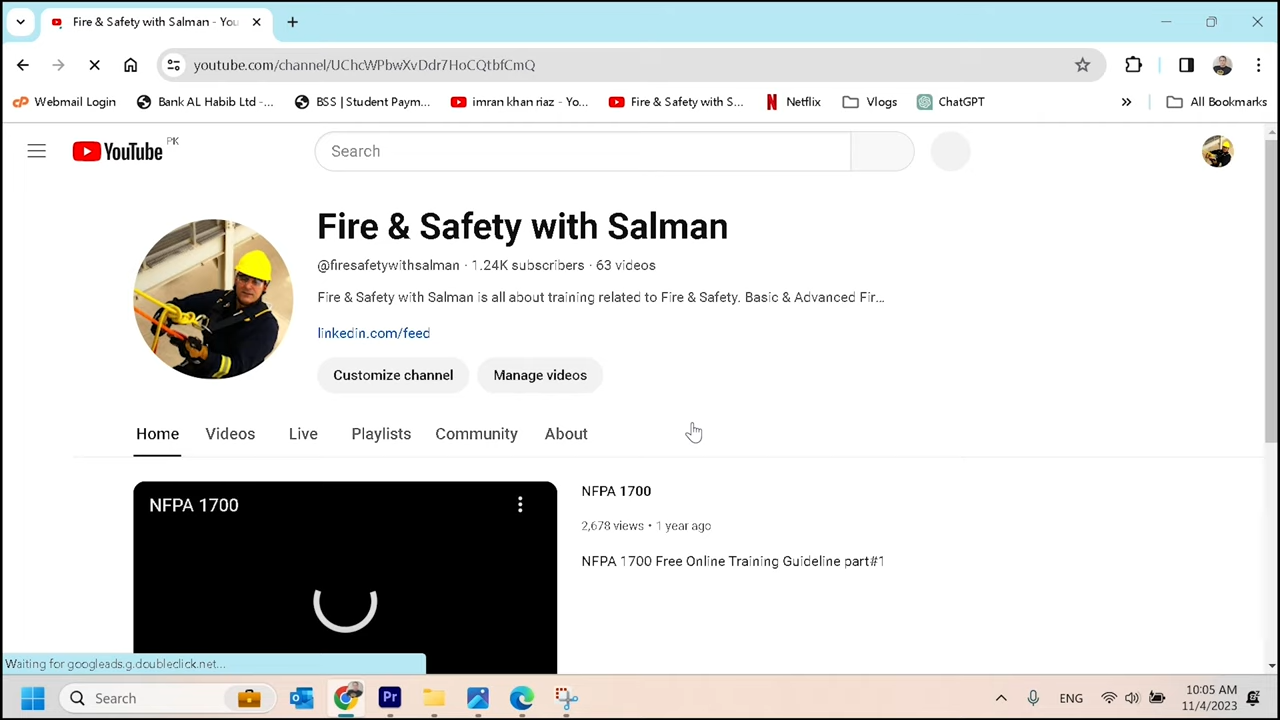 Fire & Safety with Salman - You
youtube.com/channel/UChcWPbwXvDdr7HoCQtbfCmQ
Webmail Login
Bank AL Habib Ltd -...
BSS | Student Paym...
imran khan riaz - Yo...
Fire & Safety with S...
Netflix
Vlogs
ChatGPT
All Bookmarks
YouTube PK
Search
Fire & Safety with Salman
@firesafetywithsalman · 1.24K subscribers · 63 videos
Fire & Safety with Salman is all about training related to Fire & Safety. Basic & Advanced Fir...
linkedin.com/feed
Customize channel
Manage videos
Home
Videos
Live
Playlists
Community
About
NFPA 1700
NFPA 1700
2,678 views • 1 year ago
NFPA 1700 Free Online Training Guideline part#1
Waiting for googleads.g.doubleclick.net...
Search
Pr
ENG
10:05 AM
11/4/2023